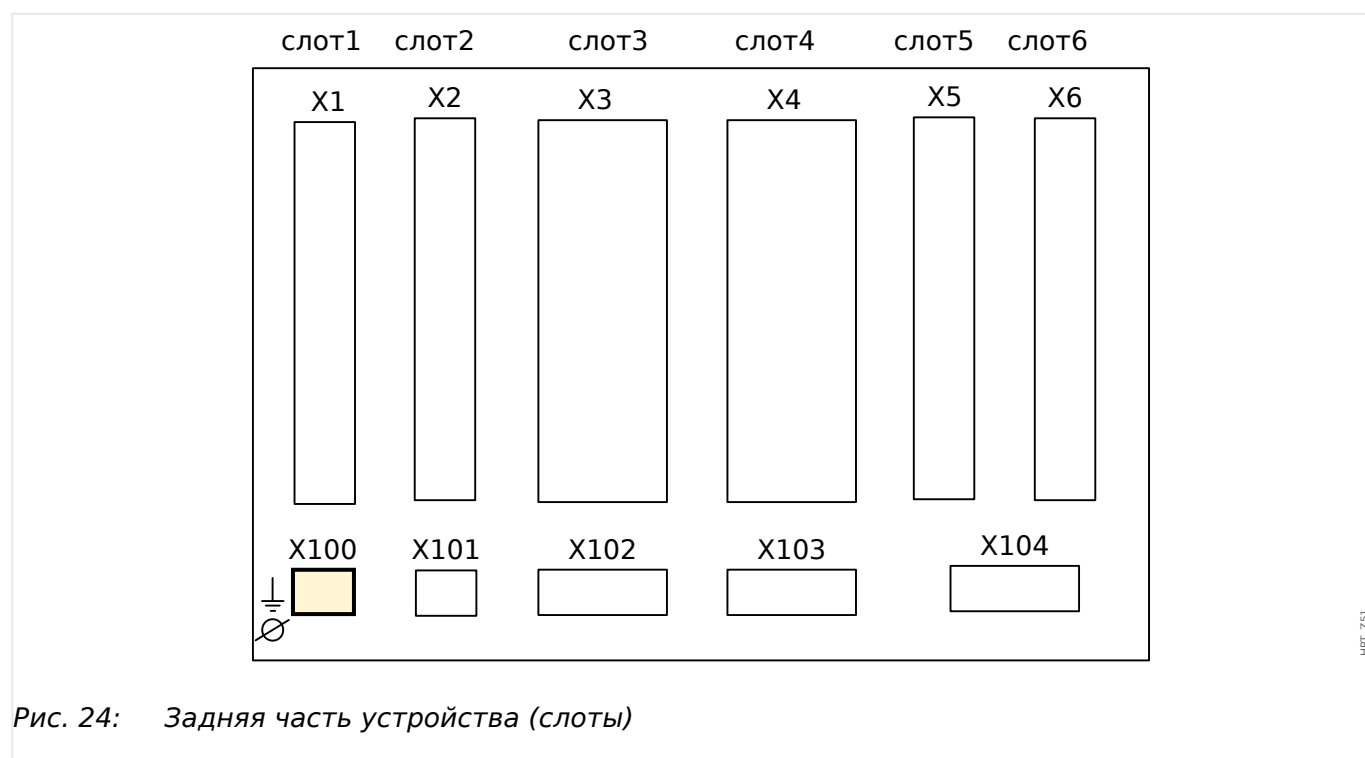 слот1 слот2 слот3 слот4 слот5 слот6
X1 X2 X3 X4 X5 X6
X100 X101 X102 X103 X104
Рис. 24: Задняя часть устройства (слоты)